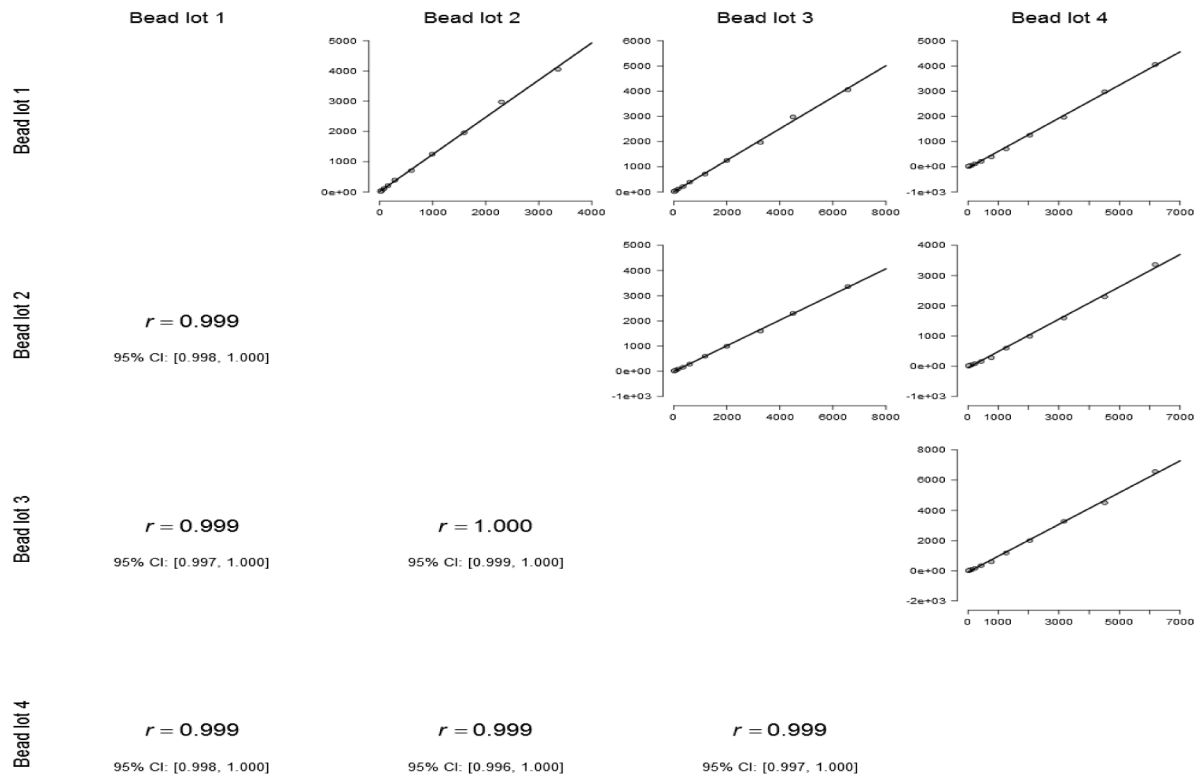 Bead lot 1 Bead lot 2 Bead lot 3 Bead lot 4
Bead lot 1
5000
4000
3000
2000
1000
0e+00
0 1000 2000 3000 4000
6000
5000
4000
3000
2000
1000
0e+00
0 2000 4000 6000 8000
5000
4000
3000
2000
1000
0e+00
-1e+03
0 1000 3000 5000 7000
Bead lot 2
r = 0.999
95% CI: [0.998, 1.000]
5000
4000
3000
2000
1000
0e+00
-1e+03
0 2000 4000 6000 8000
4000
3000
2000
1000
0e+00
-1e+03
0 1000 3000 5000 7000
Bead lot 3
r = 0.999
95% CI: [0.997, 1.000]
r = 1.000
95% CI: [0.999, 1.000]
8000
6000
4000
2000
0e+00
-2e+03
0 1000 3000 5000 7000
Bead lot 4
r = 0.999
95% CI: [0.998, 1.000]
r = 0.999
95% CI: [0.996, 1.000]
r = 0.999
95% CI: [0.997, 1.000]